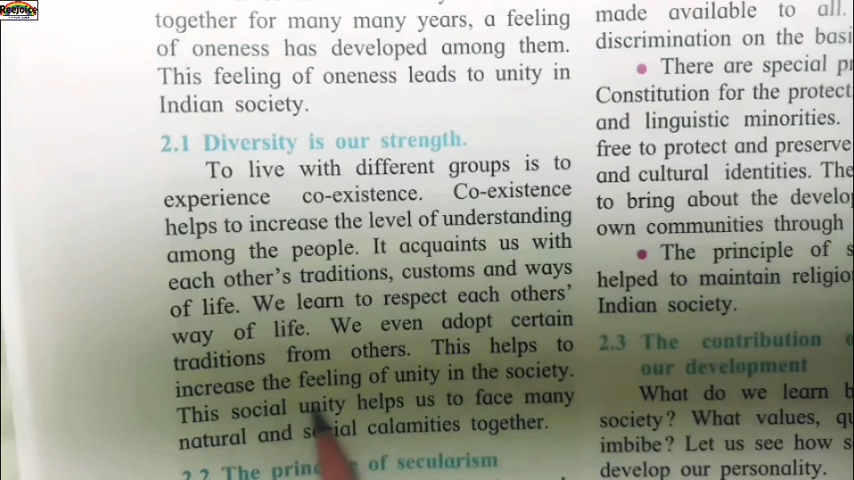 Reejoice
together for many many years, a feeling
of oneness has developed among them.
This feeling of oneness leads to unity in
Indian society.
2.1 Diversity is our strength.
To live with different groups is to
experience co-existence. Co-existence
helps to increase the level of understanding
among the people. It acquaints us with
each other's traditions, customs and ways
of life. We learn to respect each others'
way of life. We even adopt certain
traditions from others. This helps to
increase the feeling of unity in the society.
This social unity helps us to face many
natural and social calamities together.
2.2 The of secularism
made available to all.
discrimination on the
• There are special
Constitution for the
and linguistic minorities.
free to protect and preserve
and cultural identities.
to bring about the
own communities through
• The principle of
helped to maintain
Indian society.
2.3 The contribution
our development
What do we learn
society? What values,
imbibe? Let us see how
develop our personality.